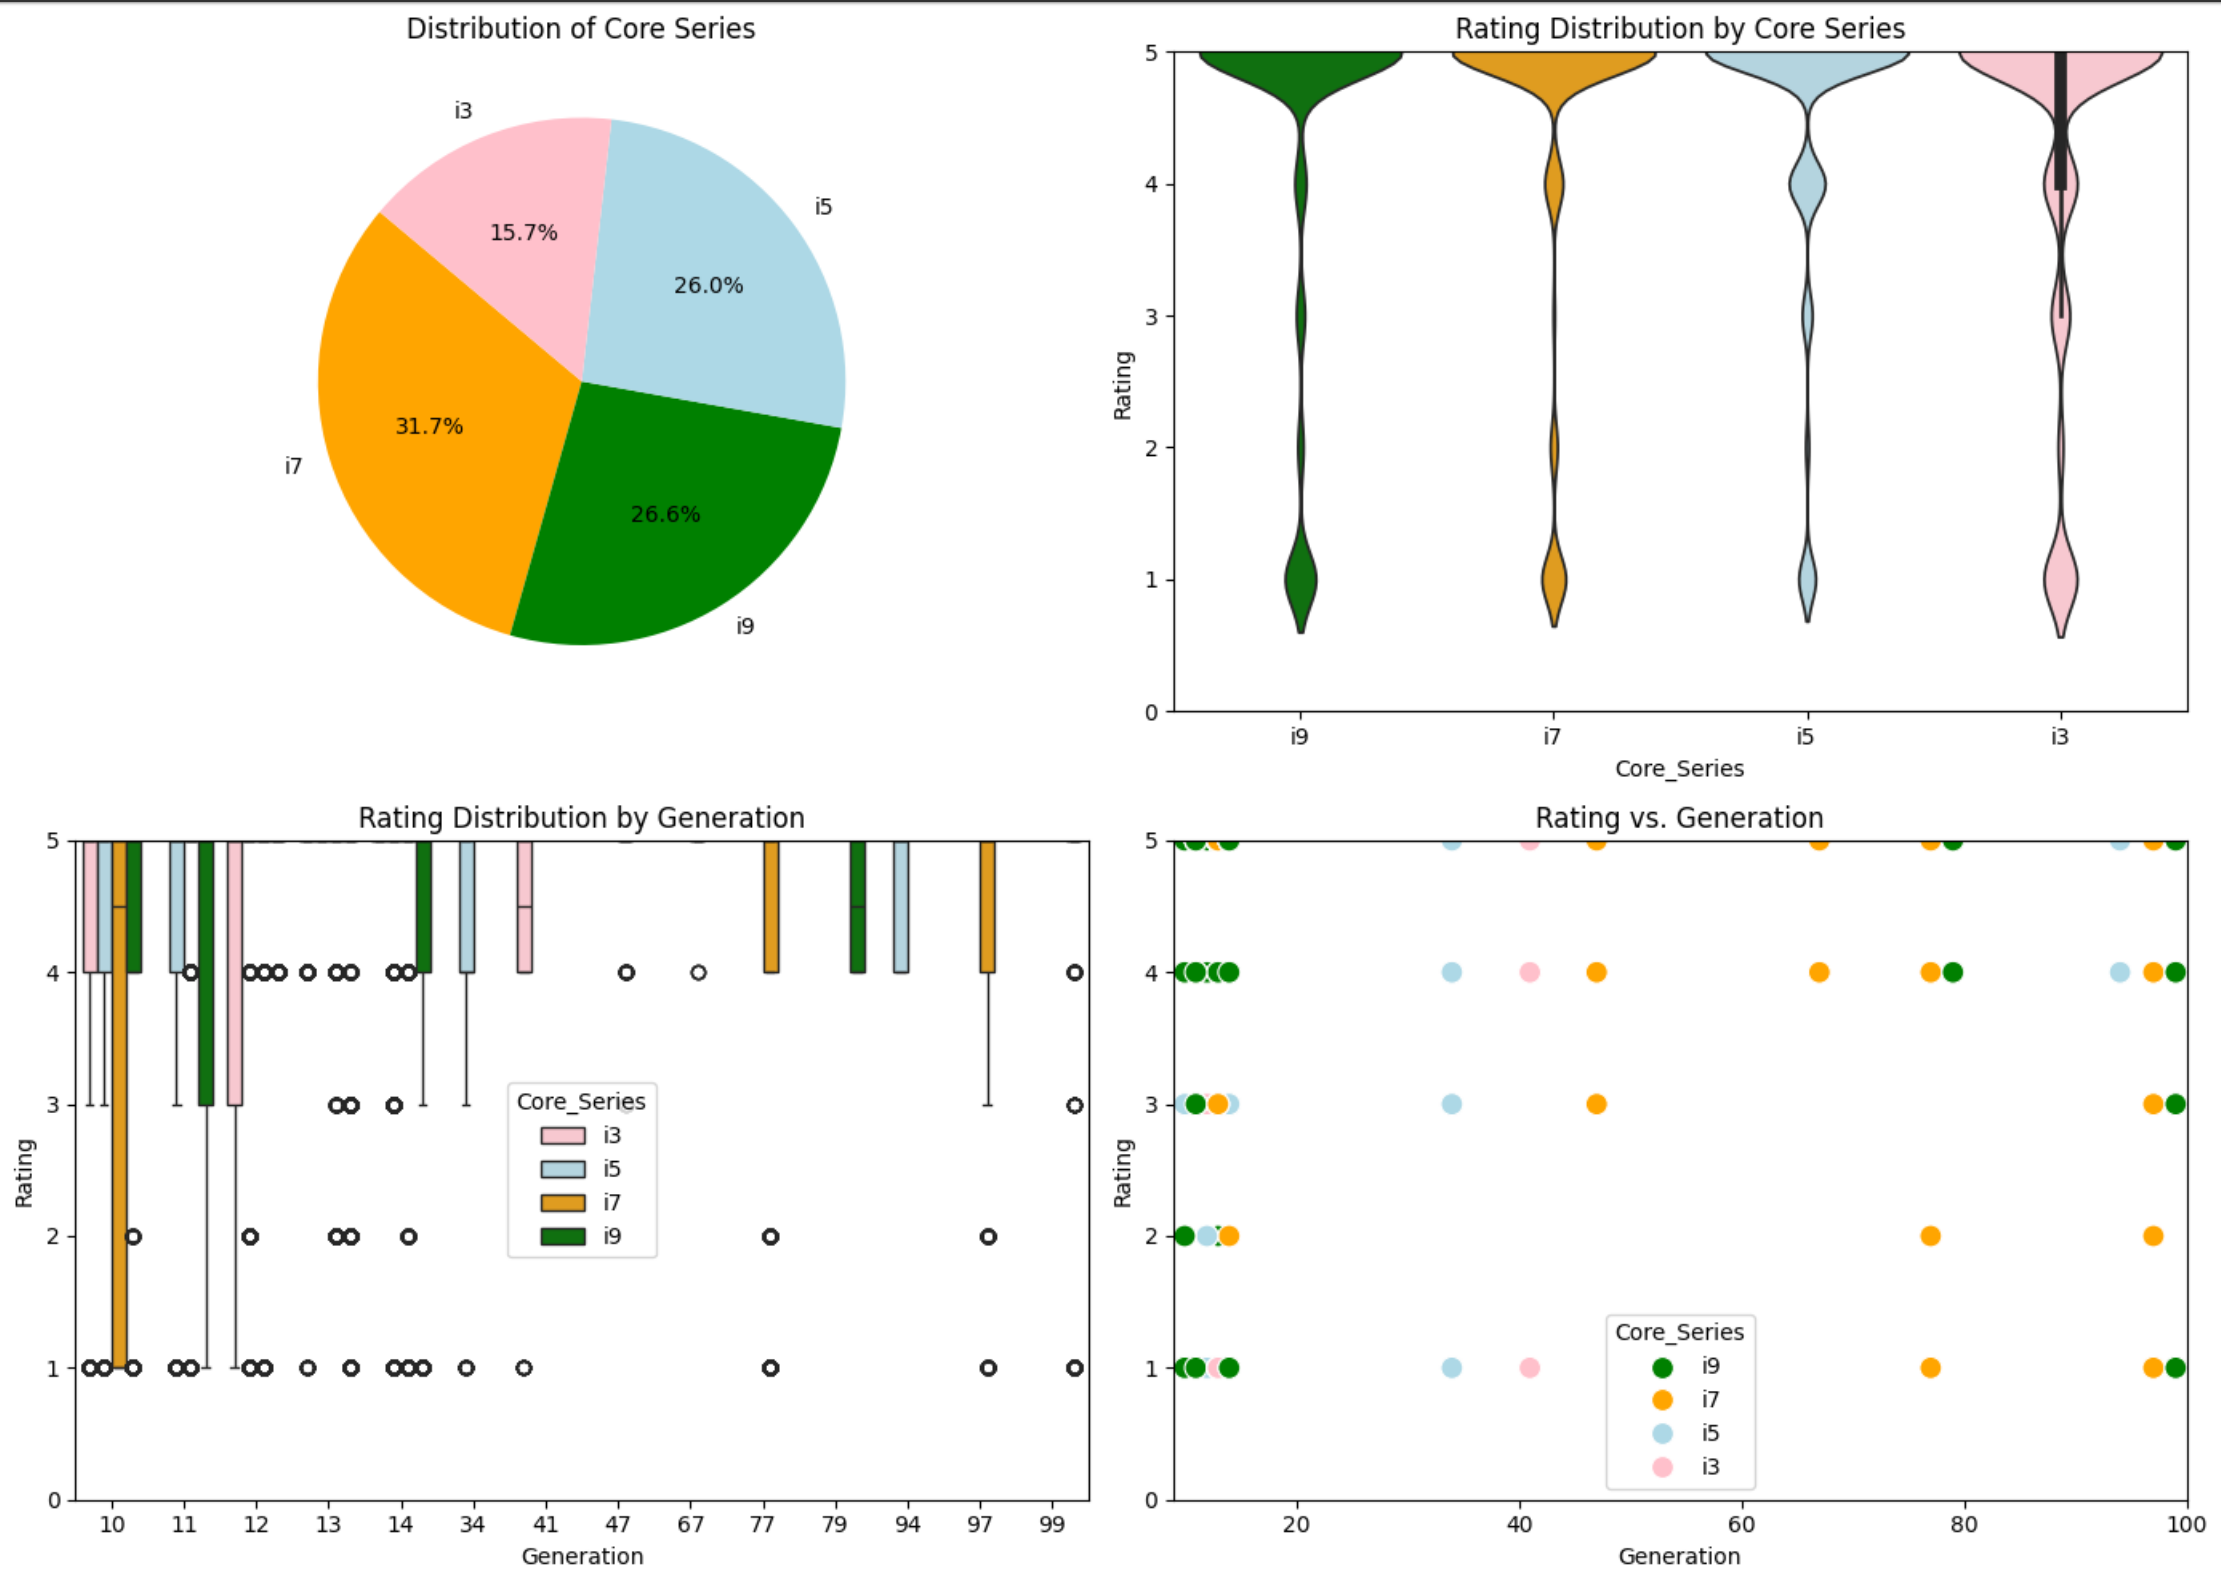 Distribution of Core Series
i3
i5
i7
i9
15.7%
26.0%
31.7%
26.6%
Rating Distribution by Core Series
Rating
5
4
3
2
1
0
i9 i7 i5 i3
Core_Series
Rating Distribution by Generation
Rating
5
4
3
2
1
0
Core_Series
i3
i5
i7
i9
10 11 12 13 14 34 41 47 67 77 79 94 97 99
Generation
Rating vs. Generation
Rating
5
4
3
2
1
0
Core_Series
i9
i7
i5
i3
20 40 60 80 100
Generation